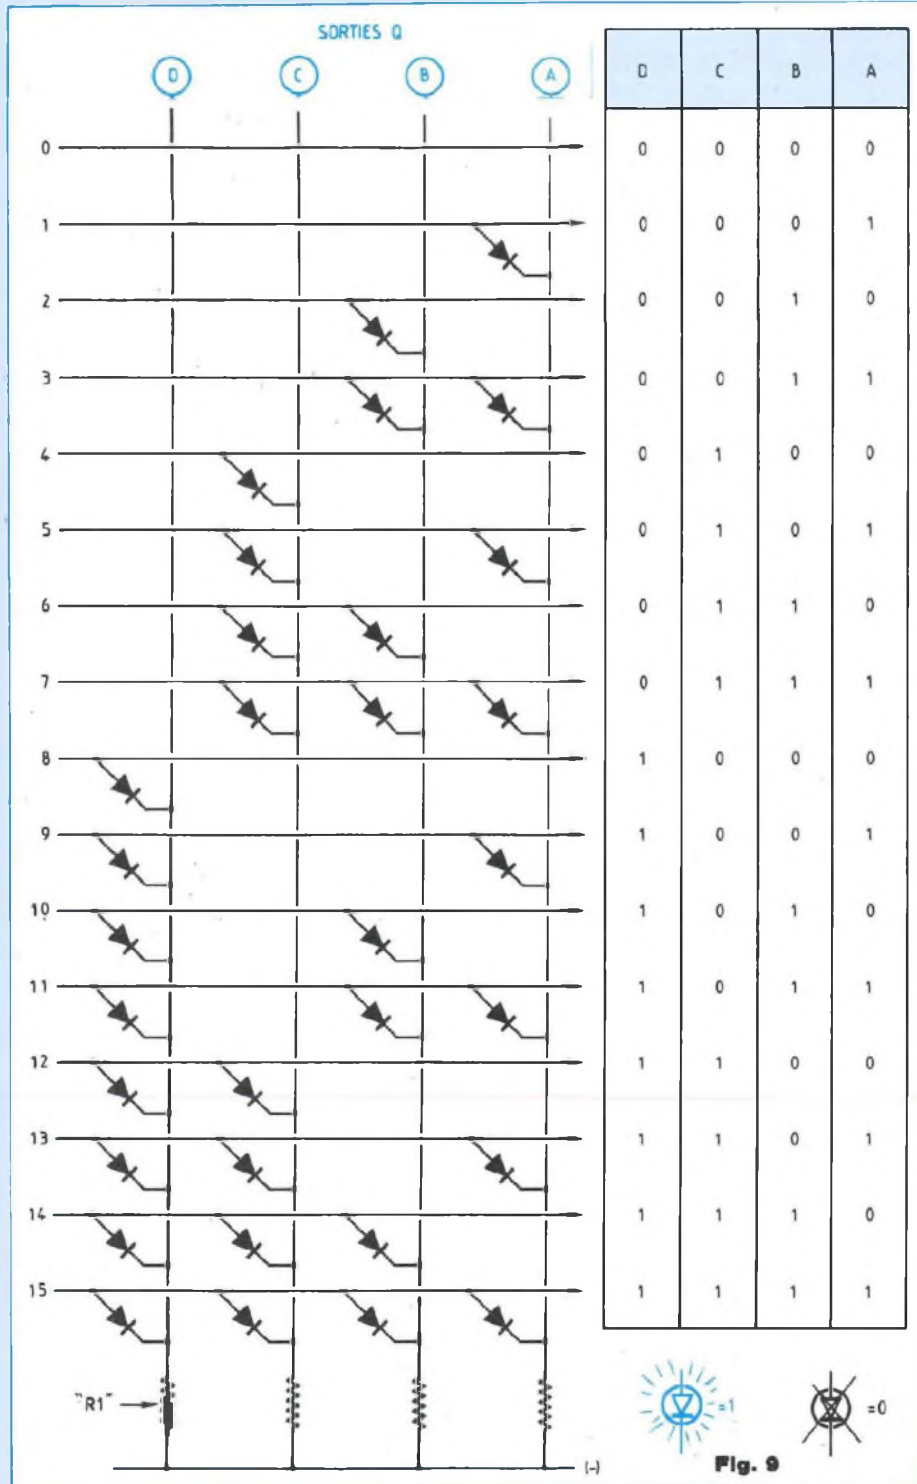 SORTIES Q
D C B A
D C B A
0 0 0 0 0
1 0 0 0 1
2 0 0 1 0
3 0 0 1 1
4 0 1 0 0
5 0 1 0 1
6 0 1 1 0
7 0 1 1 1
8 1 0 0 0
9 1 0 0 1
10 1 0 1 0
11 1 0 1 1
12 1 1 0 0
13 1 1 0 1
14 1 1 1 0
15 1 1 1 1
"R1"
=1
=0
(-)
Fig. 9